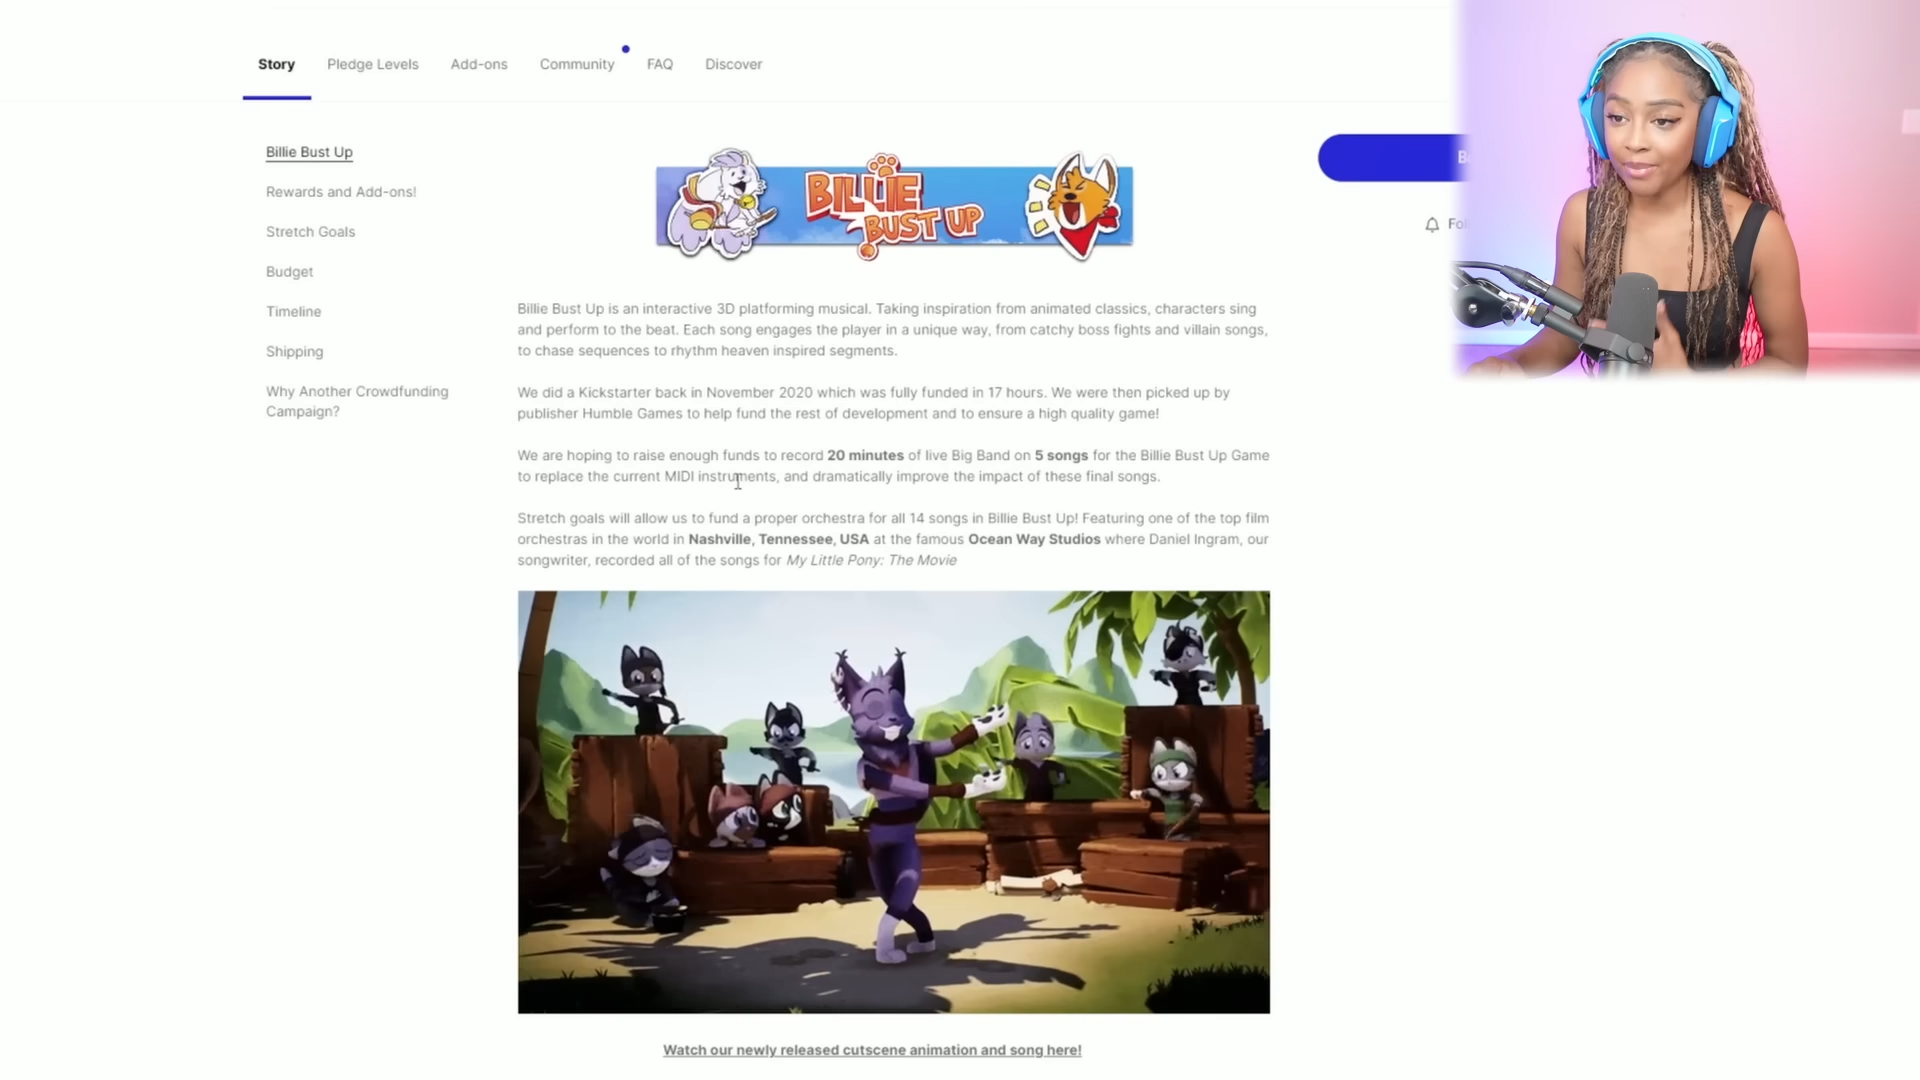 Story Pledge Levels Add-ons Community FAQ Discover
Billie Bust Up
Rewards and Add-ons!
Stretch Goals
Budget
Timeline
Shipping
Why Another Crowdfunding
Campaign?
BILLIE
BUST UP
Billie Bust Up is an interactive 3D platforming musical. Taking inspiration from animated classics, characters sing
and perform to the beat. Each song engages the player in a unique way, from catchy boss fights and villain songs,
to chase sequences to rhythm heaven inspired segments.
We did a Kickstarter back in November 2020 which was fully funded in 17 hours. We were then picked up by
publisher Humble Games to help fund the rest of development and to ensure a high quality game!
We are hoping to raise enough funds to record 20 minutes of live Big Band on 5 songs for the Billie Bust Up Game
to replace the current MIDI instruments, and dramatically improve the impact of these final songs.
Stretch goals will allow us to fund a proper orchestra for all 14 songs in Billie Bust Up! Featuring one of the top film
orchestras in the world in Nashville, Tennessee, USA at the famous Ocean Way Studios where Daniel Ingram, our
songwriter, recorded all of the songs for My Little Pony: The Movie
Watch our newly released cutscene animation and song here!